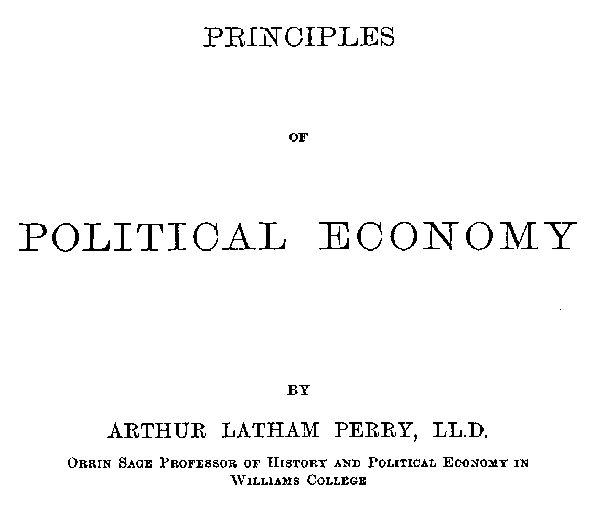 PRINCIPLES
OF
POLITICAL ECONOMY
BY
ARTHUR LATHAM PERRY, LL.D.
ORRIN SAGE PROFESSOR OF HISTORY AND POLITICAL ECONOMY IN
WILLIAMS COLLEGE